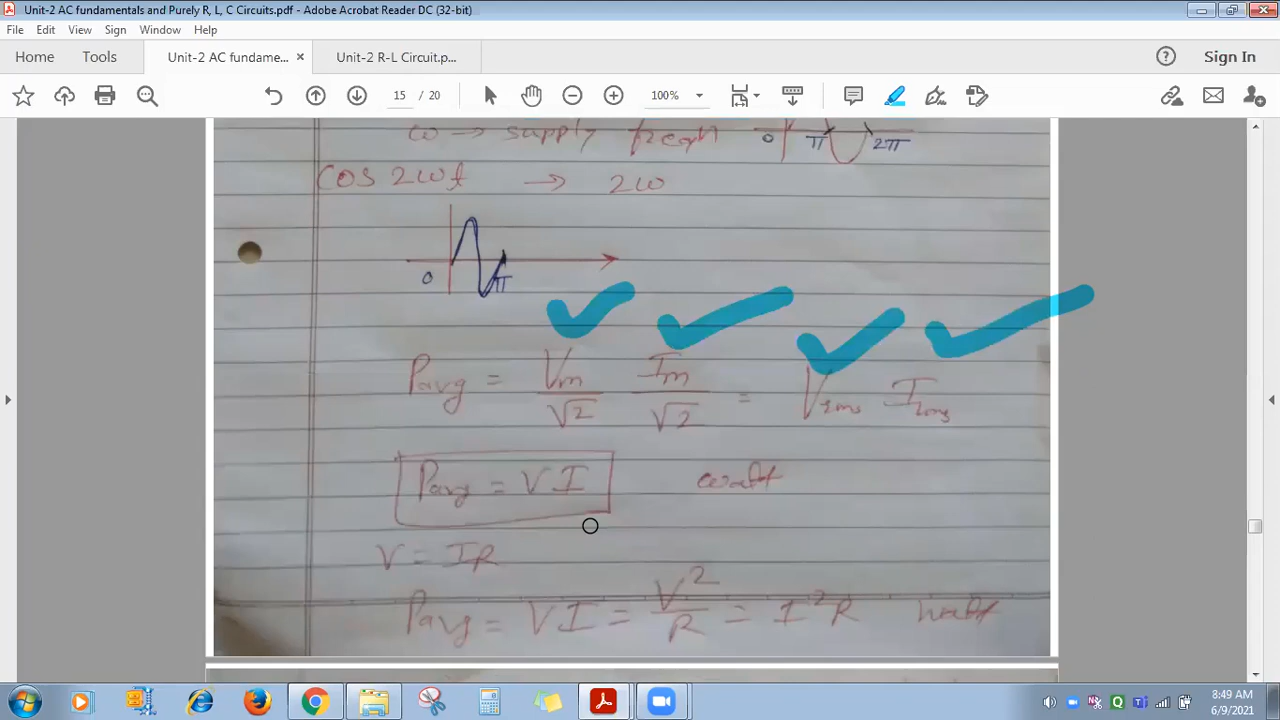 Unit-2 AC fundamentals and Purely R, L, C Circuits.pdf - Adobe Acrobat Reader DC (32-bit)
File Edit View Sign Window Help
Home Tools Unit-2 AC fundame... × Unit-2 R-L Circuit.p... Sign In
15 / 20 100%
ω → supply freqn 0 π 2π
cos 2ωt → 2ω
0 π
Pavg = Vm/√2 Im/√2 = Vrms Irms
Pavg = VI watt
V = IR
Pavg = VI = V²/R = I²R watt
8:49 AM
6/9/2021